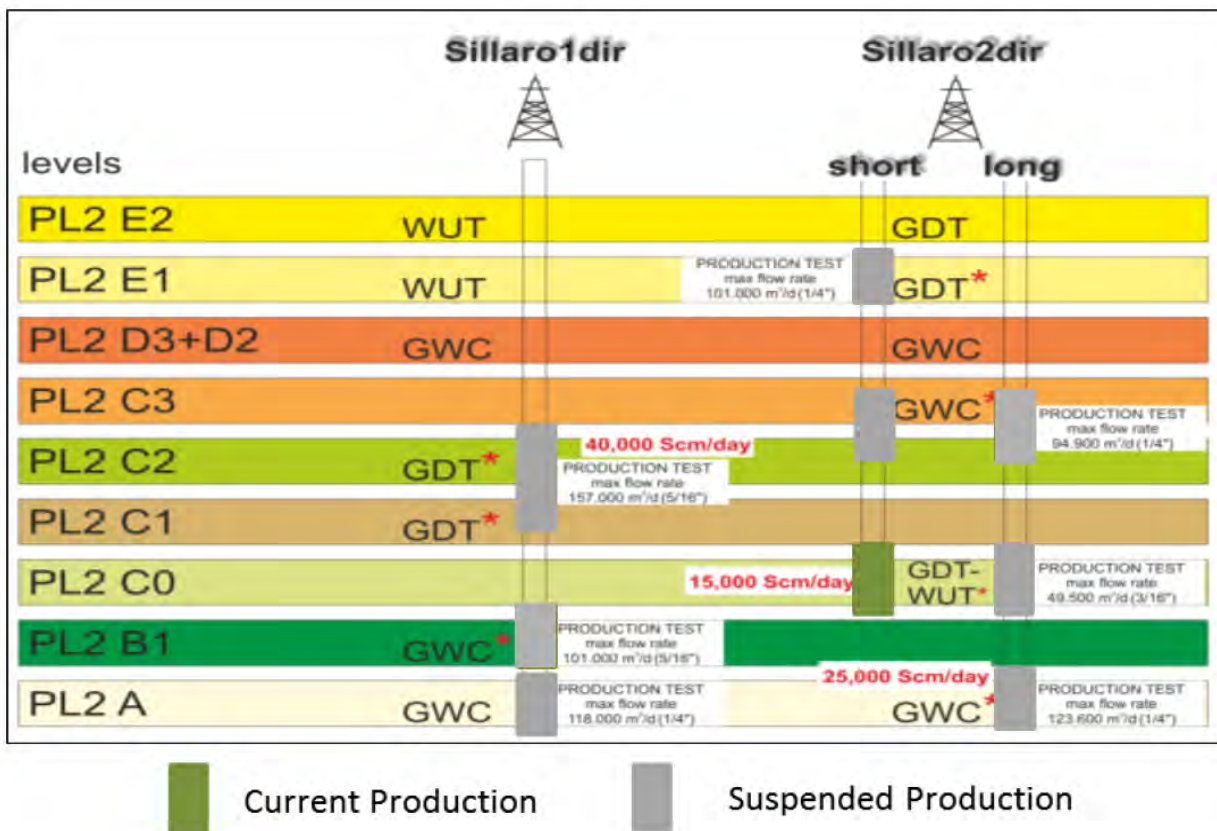 Sillaro1dir Sillaro2dir
levels short long
PL2 E2 WUT GDT
PL2 E1 WUT GDT*
PRODUCTION TEST
max flow rate
101.000 m³/d (1/4")
PL2 D3+D2 GWC GWC
PL2 C3 GWC*
PRODUCTION TEST
max flow rate
94.900 m³/d (1/4")
PL2 C2 GDT*
40,000 Scm/day
PRODUCTION TEST
max flow rate
157.000 m³/d (5/16")
PL2 C1 GDT*
PL2 C0
15,000 Scm/day
GDT-
WUT*
PRODUCTION TEST
max flow rate
49.500 m³/d (3/16")
PL2 B1 GWC*
PRODUCTION TEST
max flow rate
101.000 m³/d (5/16")
25,000 Scm/day
PL2 A GWC
PRODUCTION TEST
max flow rate
118.000 m³/d (1/4")
GWC*
PRODUCTION TEST
max flow rate
123.600 m³/d (1/4")
Current Production Suspended Production